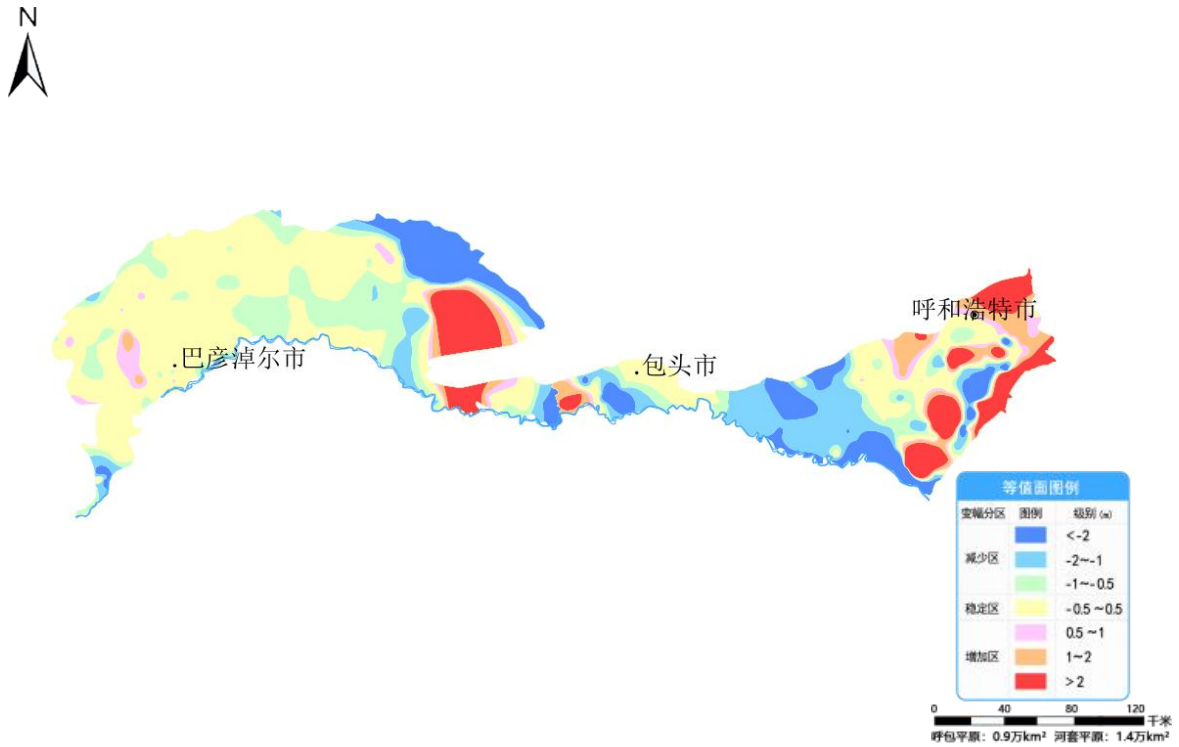 N
呼和浩特市
.巴彦淖尔市
.包头市
等值面图例
变幅分区 图例 级别 (m)
减少区
<-2
-2~-1
-1~-0.5
稳定区 -0.5~0.5
增加区
0.5~1
1~2
>2
0 40 80 120 千米
呼包平原：0.9万km² 河套平原：1.4万km²